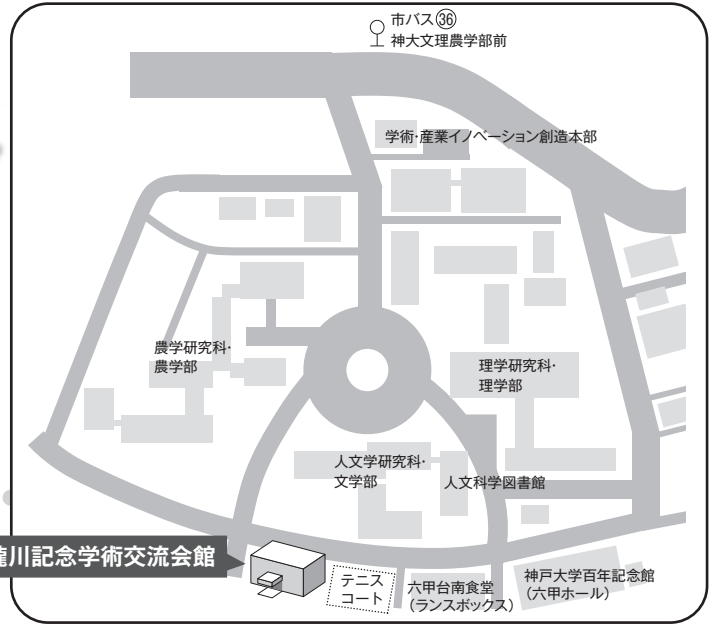 市バス㊱
神大文理農学部前
学術・産業イノベーション創造本部
農学研究科・
農学部
理学研究科・
理学部
人文学研究科・
文学部
人文科学図書館
瀧川記念学術交流会館
テニス
コート
六甲台南食堂
(ランスボックス)
神戸大学百年記念館
(六甲ホール)